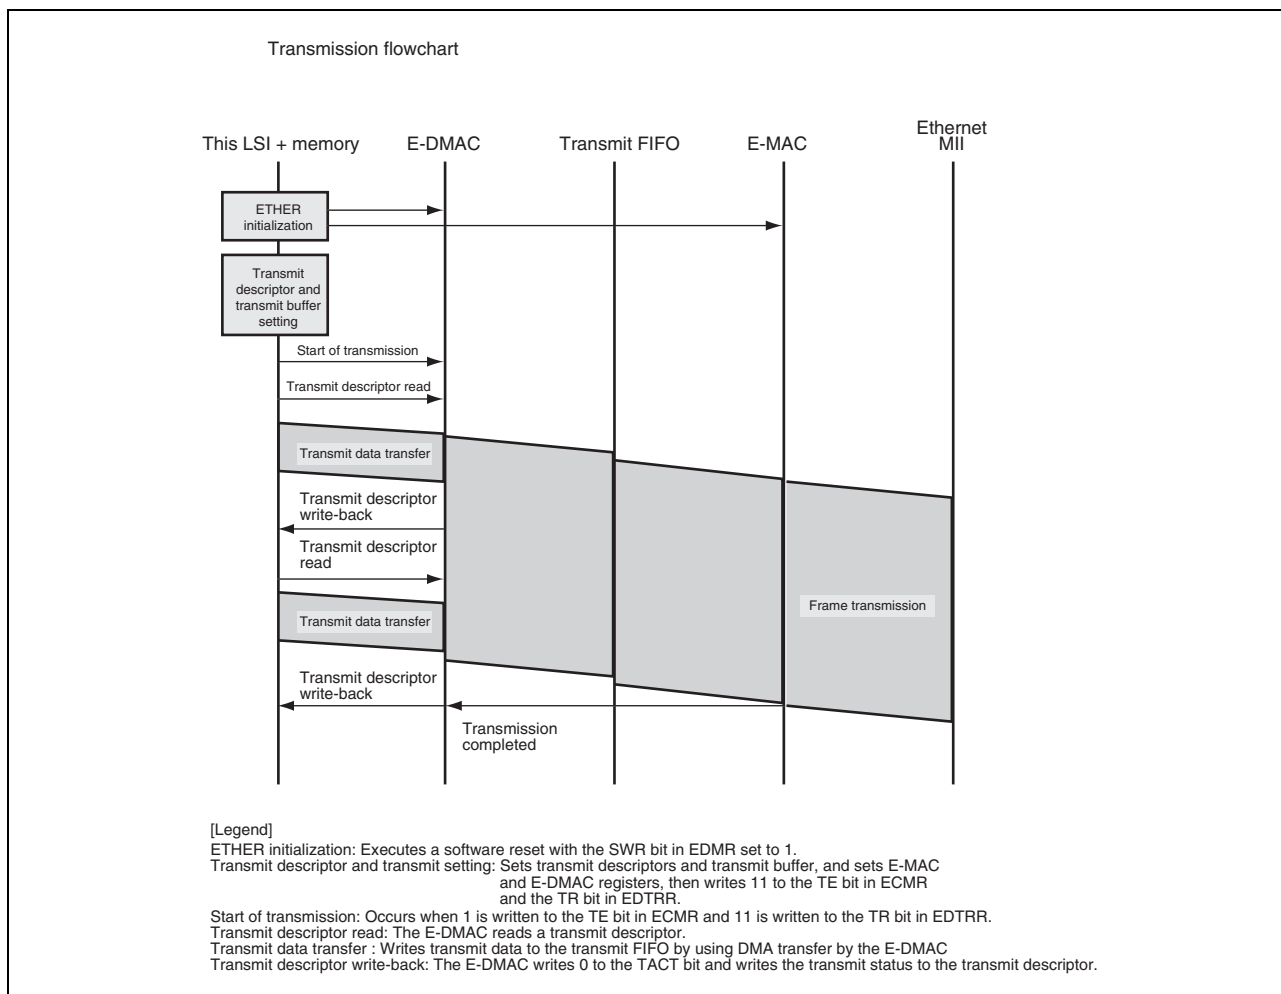 Transmission flowchart
This LSI + memory
E-DMAC
Transmit FIFO
E-MAC
Ethernet
MII
ETHER
initialization
Transmit
descriptor and
transmit buffer
setting
Start of transmission
Transmit descriptor read
Transmit data transfer
Transmit descriptor
write-back
Transmit descriptor
read
Frame transmission
Transmit data transfer
Transmit descriptor
write-back
Transmission
completed
[Legend]
ETHER initialization: Executes a software reset with the SWR bit in EDMR set to 1.
Transmit descriptor and transmit setting: Sets transmit descriptors and transmit buffer, and sets E-MAC
and E-DMAC registers, then writes 11 to the TE bit in ECMR
and the TR bit in EDTRR.
Start of transmission: Occurs when 1 is written to the TE bit in ECMR and 11 is written to the TR bit in EDTRR.
Transmit descriptor read: The E-DMAC reads a transmit descriptor.
Transmit data transfer : Writes transmit data to the transmit FIFO by using DMA transfer by the E-DMAC
Transmit descriptor write-back: The E-DMAC writes 0 to the TACT bit and writes the transmit status to the transmit descriptor.